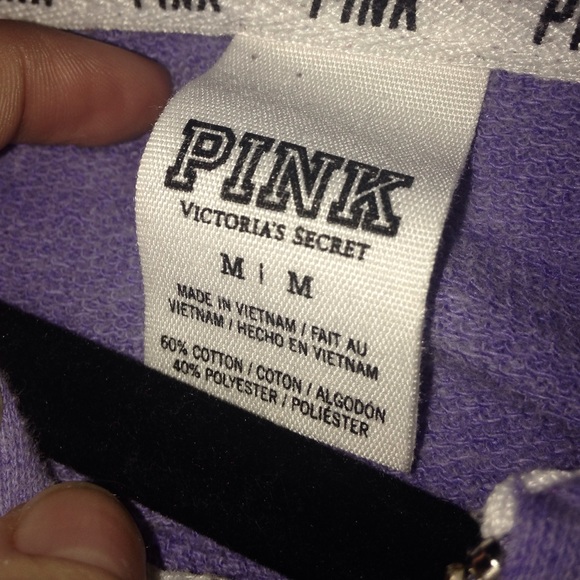 PINK PINK
PINK
VICTORIA'S SECRET
M | M
MADE IN VIETNAM / FAIT AU
VIETNAM / HECHO EN VIETNAM
60% COTTON / COTON / ALGODÓN
40% POLYESTER / POLIÉSTER